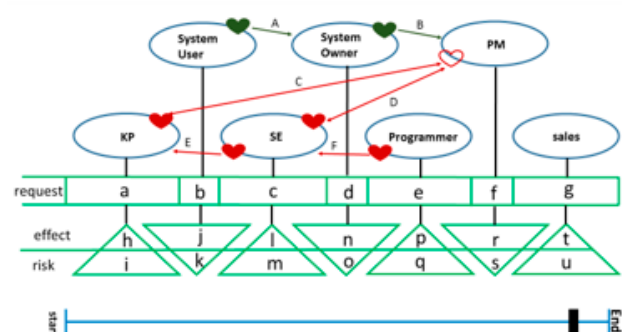 A
B
System
User
System
Owner
PM
C
D
KP
E
SE
F
Programmer
sales
request a b c d e f g
effect h j l n p r t
risk i k m o q s u
start
End